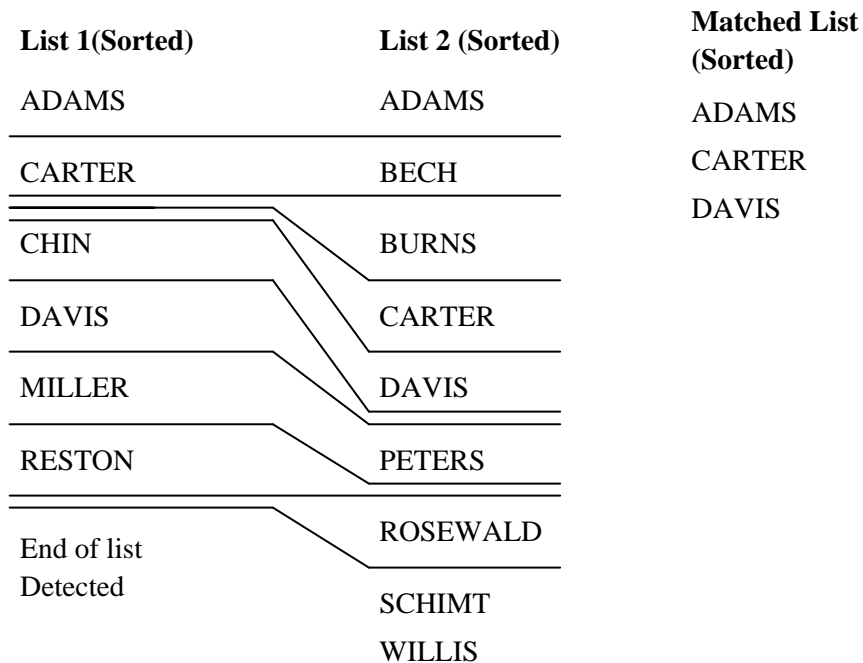 List 1(Sorted)
ADAMS
CARTER
CHIN
DAVIS
MILLER
RESTON
End of list
Detected
List 2 (Sorted)
ADAMS
BECH
BURNS
CARTER
DAVIS
PETERS
ROSEWALD
SCHIMT
WILLIS
Matched List
(Sorted)
ADAMS
CARTER
DAVIS